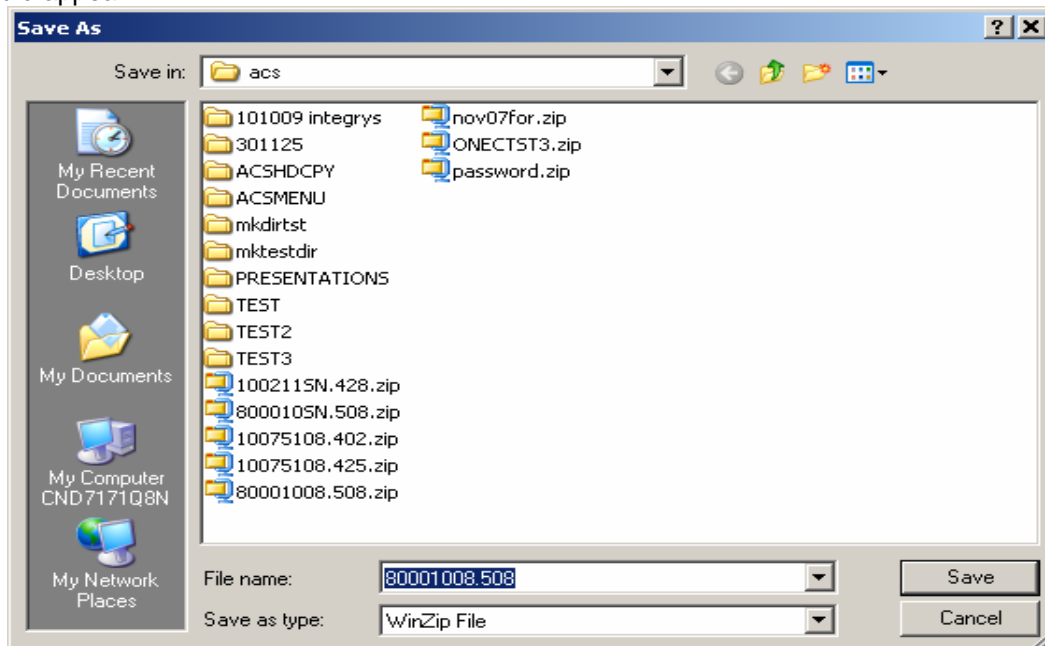 Save As
Save in:
acs
My Recent
Documents
Desktop
My Documents
My Computer
CND7171Q8N
My Network
Places
101009 integrys
301125
ACSHDCPY
ACSMENU
mkdirtst
mktestdir
PRESENTATIONS
TEST
TEST2
TEST3
100211SN.428.zip
800010SN.508.zip
10075108.402.zip
10075108.425.zip
80001008.508.zip
nov07for.zip
ONECTST3.zip
password.zip
File name:
80001008.508
Save
Save as type:
WinZip File
Cancel